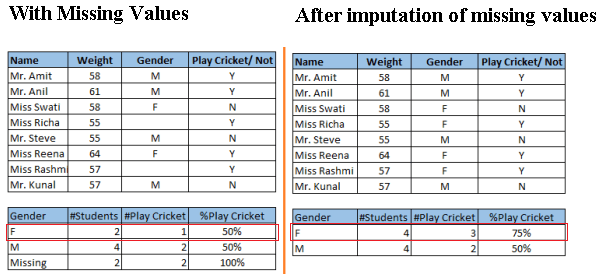 With Missing Values
Name Weight Gender Play Cricket/ Not
Mr. Amit 58 M Y
Mr. Anil 61 M Y
Miss Swati 58 F N
Miss Richa 55 Y
Mr. Steve 55 M N
Miss Reena 64 F Y
Miss Rashmi 57 Y
Mr. Kunal 57 M N
Gender #Students #Play Cricket %Play Cricket
F 2 1 50%
M 4 2 50%
Missing 2 2 100%
After imputation of missing values
Name Weight Gender Play Cricket/ Not
Mr. Amit 58 M Y
Mr. Anil 61 M Y
Miss Swati 58 F N
Miss Richa 55 F Y
Mr. Steve 55 M N
Miss Reena 64 F Y
Miss Rashmi 57 F Y
Mr. Kunal 57 M N
Gender #Students #Play Cricket %Play Cricket
F 4 3 75%
M 4 2 50%